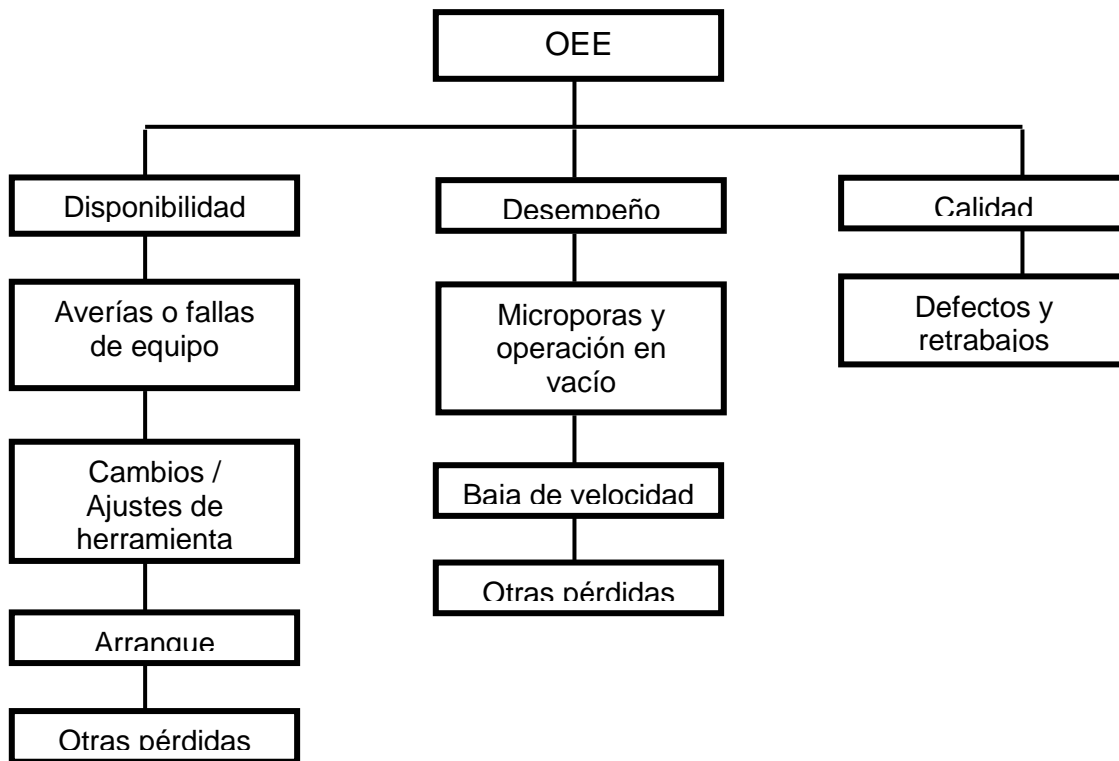 OEE
Disponibilidad
Averías o fallas
de equipo
Cambios /
Ajustes de
herramienta
Arranque
Otras pérdidas
Desempeño
Microporas y
operación en
vacío
Baja de velocidad
Otras pérdidas
Calidad
Defectos y
retrabajos